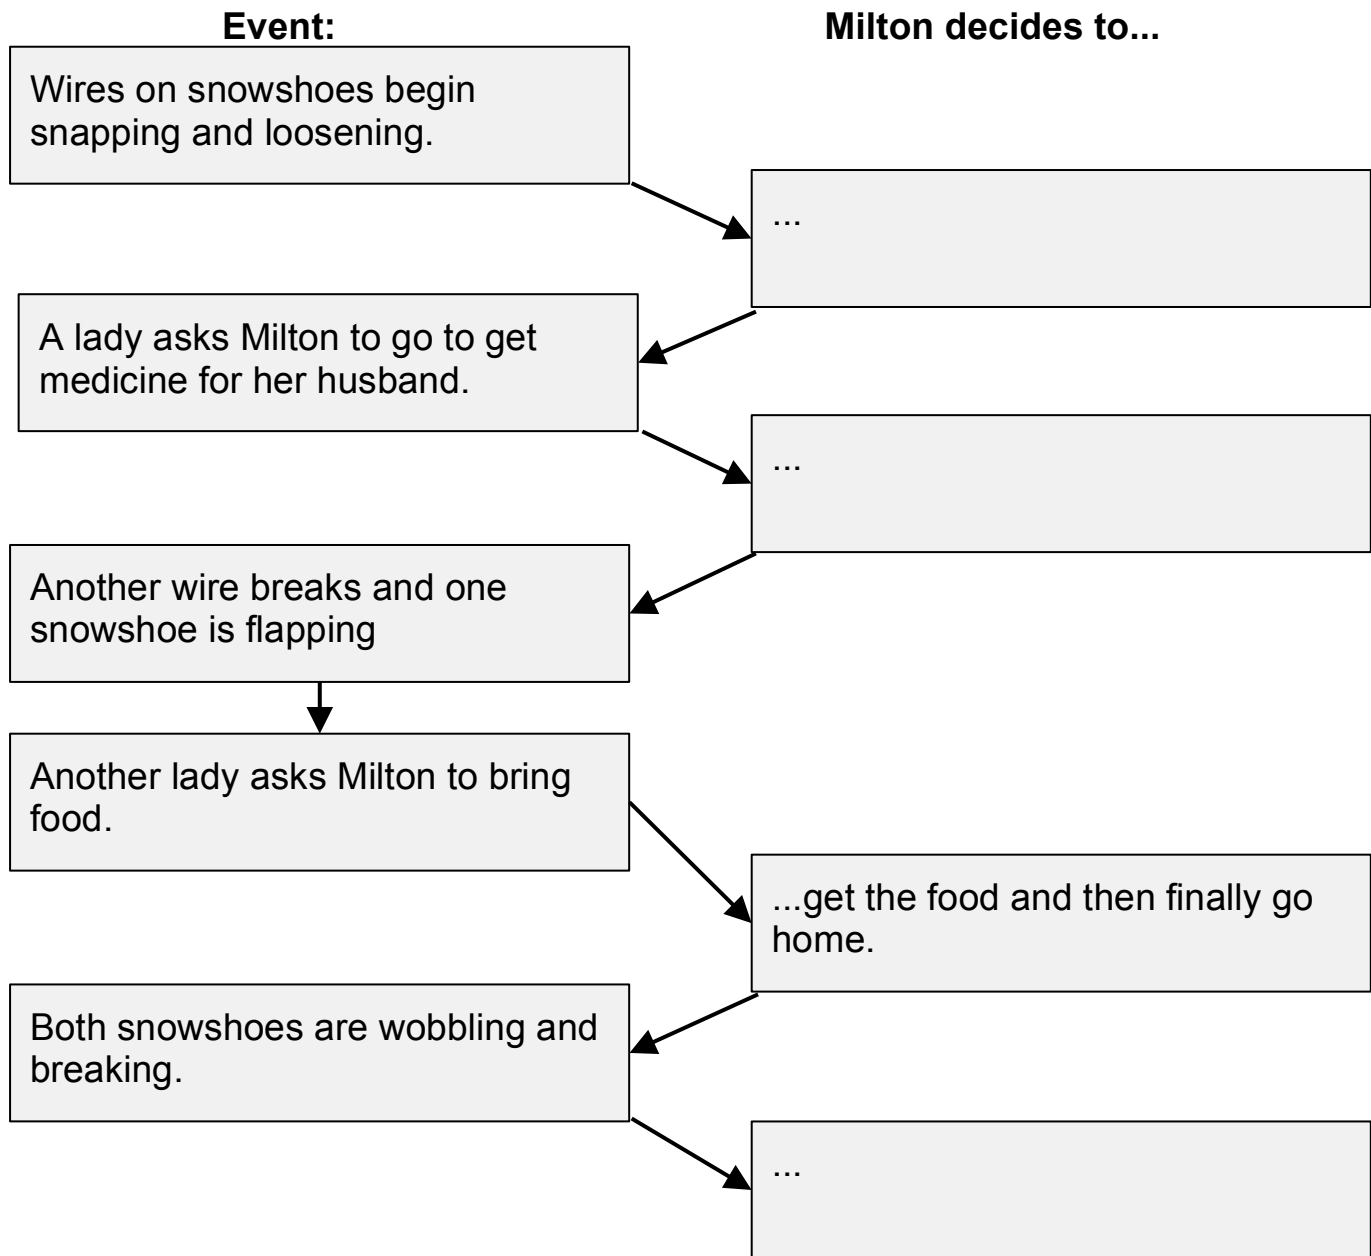 Event:
Milton decides to...
Wires on snowshoes begin
snapping and loosening.
...
A lady asks Milton to go to get
medicine for her husband.
...
Another wire breaks and one
snowshoe is flapping
Another lady asks Milton to bring
food.
...get the food and then finally go
home.
Both snowshoes are wobbling and
breaking.
...